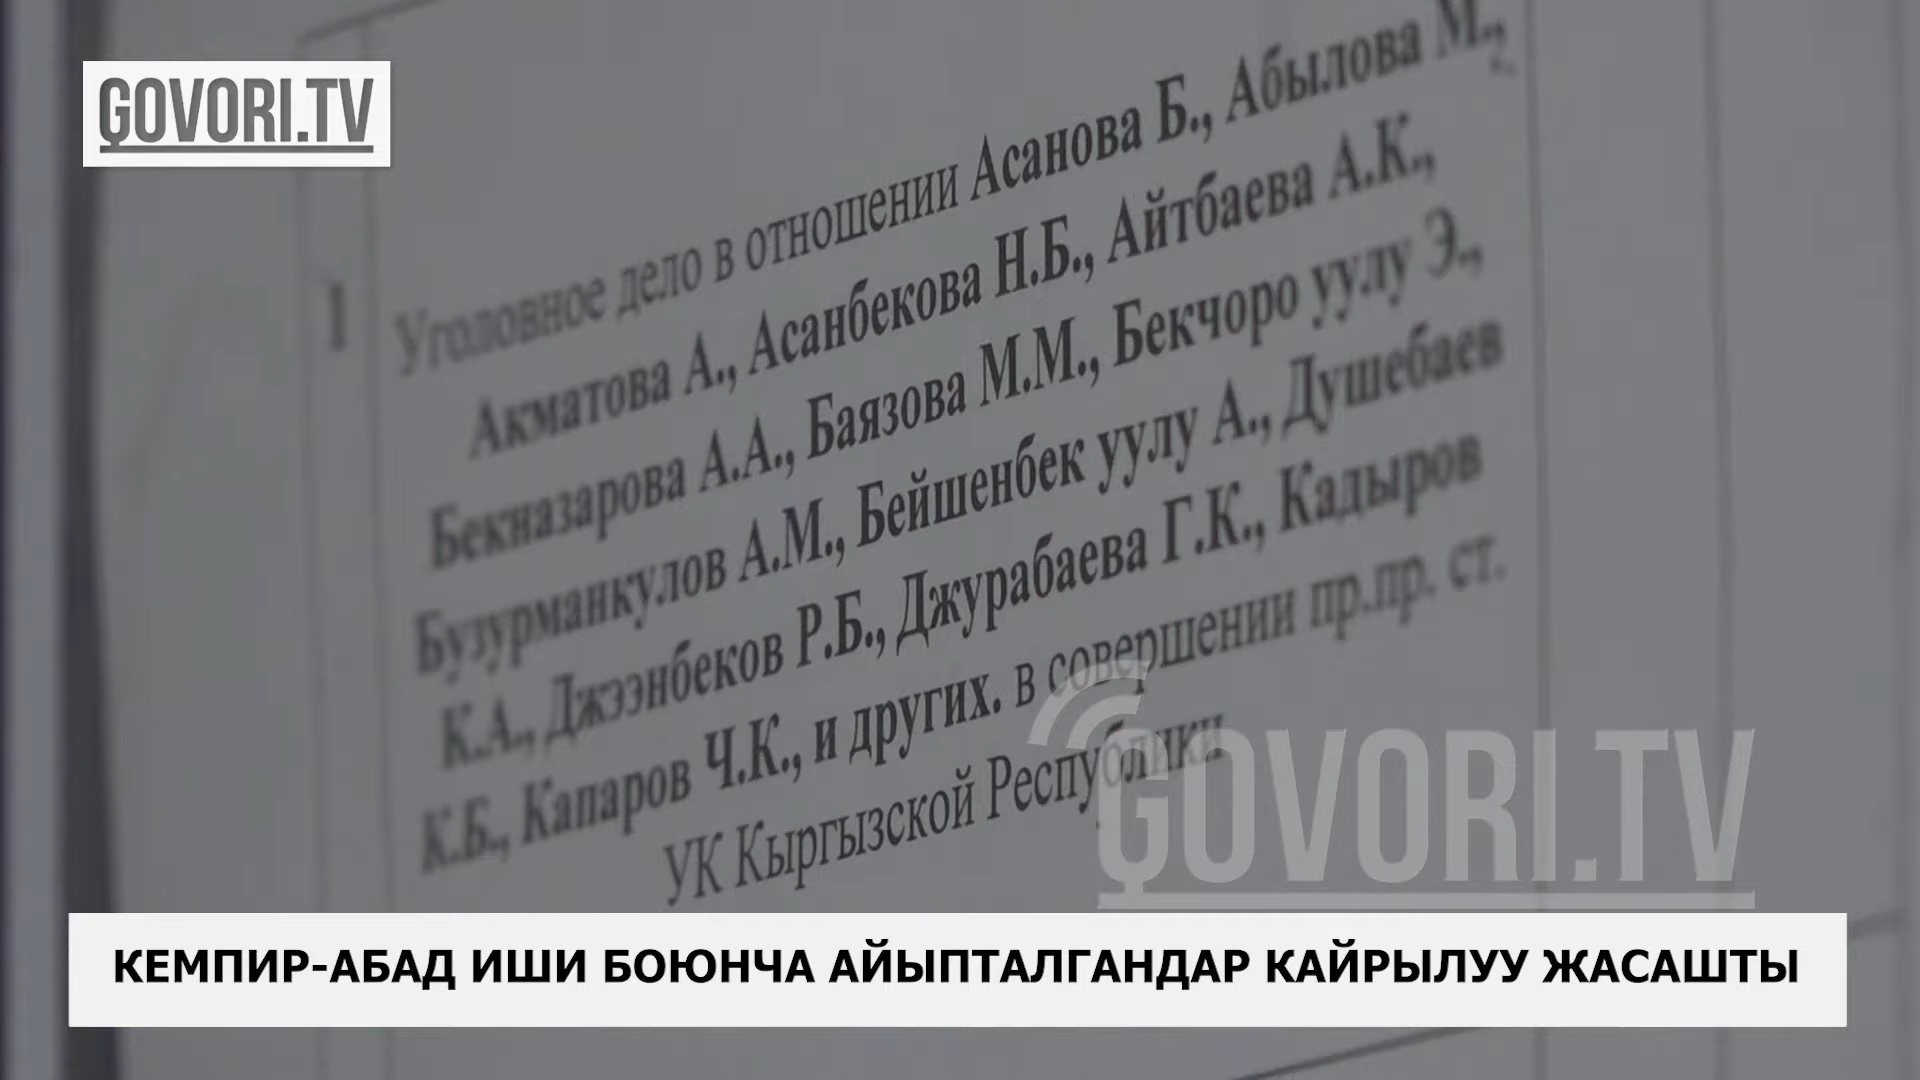 GOVORI.TV
1
Уголовное дело в отношении Асанова Б., Абылова М.,
Акматова А., Асанбекова Н.Б., Айтбаева А.К.,
Бекназарова А.А., Баязова М.М., Бекчоро уулу Э.,
Бузурманкулов А.М., Бейшенбек уулу А., Душебаев
К.А., Джээнбеков Р.Б., Джурабаева Г.К., Кадыров
К.Б., Капаров Ч.К., и других. в совершении пр.пр. ст.
УК Кыргызской Республики
GOVORI.TV
КЕМПИР-АБАД ИШИ БОЮНЧА АЙЫПТАЛГАНДАР КАЙРЫЛУУ ЖАСАШТЫ